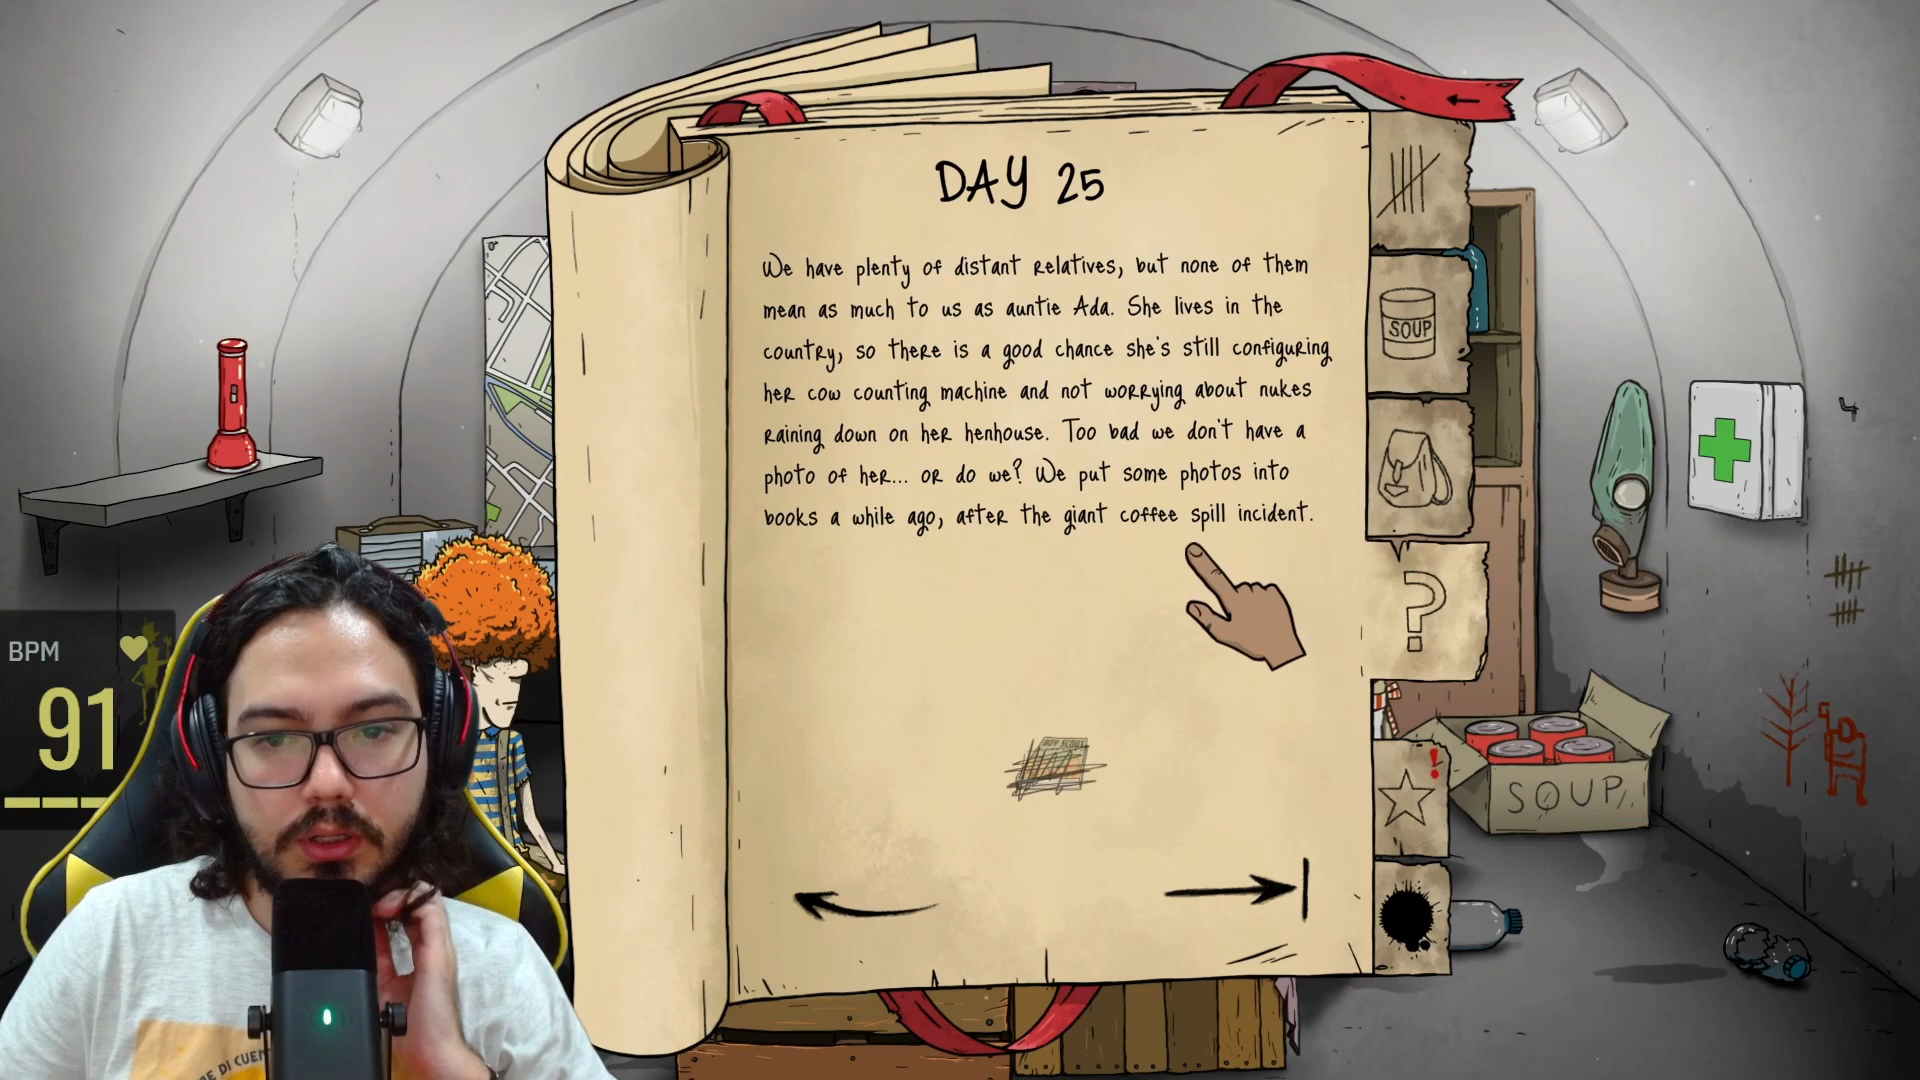 DAY 25
We have plenty of distant relatives, but none of them
mean as much to us as auntie Ada. She lives in the
country, so there is a good chance she's still configuring
her cow counting machine and not worrying about nukes
raining down on her henhouse. Too bad we don't have a
photo of her... or do we? We put some photos into
books a while ago, after the giant coffee spill incident.
BOY SCOUT
SOUP
?
!
SOUP
BPM
91
DI CUE